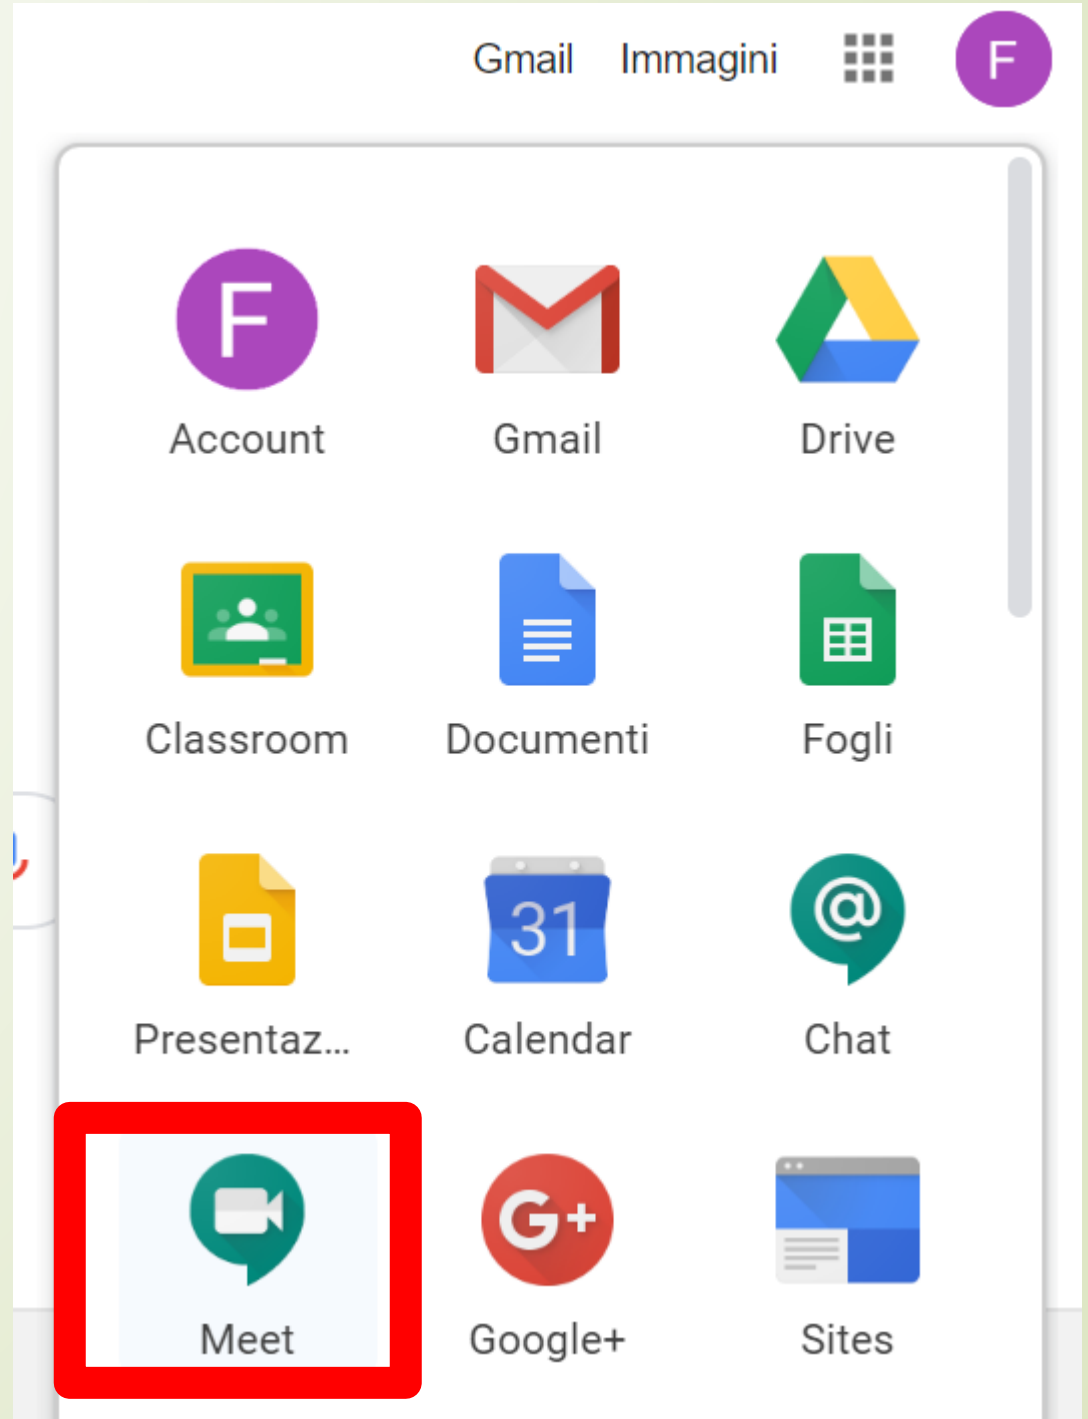 Gmail Immagini F
F
Account Gmail Drive
Classroom Documenti Fogli
31 @
Presentaz... Calendar Chat
G+
Meet Google+ Sites